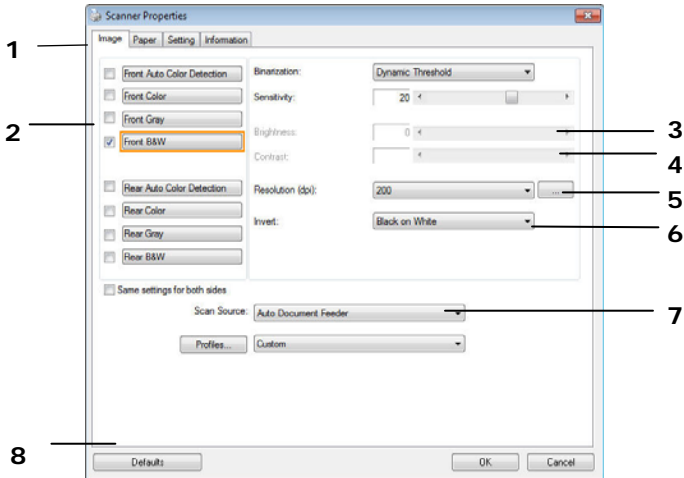 Scanner Properties
1
Image Paper Setting Information
Front Auto Color Detection Binarization: Dynamic Threshold
Front Color Sensitivity: 20
2
Front Gray
Brightness: 0 3
Front B&W
Contrast: 4
Rear Auto Color Detection Resolution (dpi): 200 ... 5
Rear Color
Invert: Black on White 6
Rear Gray
Rear B&W
Same settings for both sides
Scan Source: Auto Document Feeder 7
Profiles... Custom
8
Defaults OK Cancel